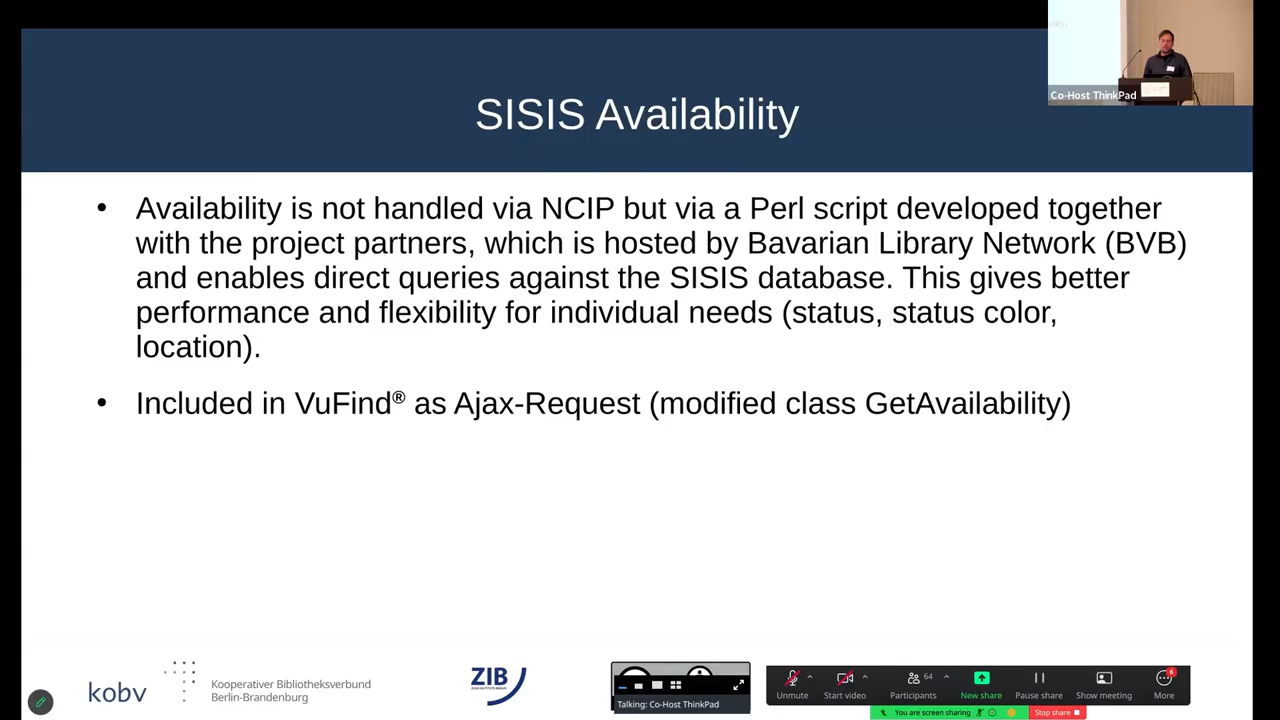 Co-Host ThinkPad
SISIS Availability
• Availability is not handled via NCIP but via a Perl script developed together
with the project partners, which is hosted by Bavarian Library Network (BVB)
and enables direct queries against the SISIS database. This gives better
performance and flexibility for individual needs (status, status color,
location).
• Included in VuFind® as Ajax-Request (modified class GetAvailability)
kobv
Kooperativer Bibliotheksverbund
Berlin-Brandenburg
ZIB
Talking: Co-Host ThinkPad
Unmute
Start video
64
Participants
New share
Pause share
Show meeting
6
More
You are screen sharing
Stop share